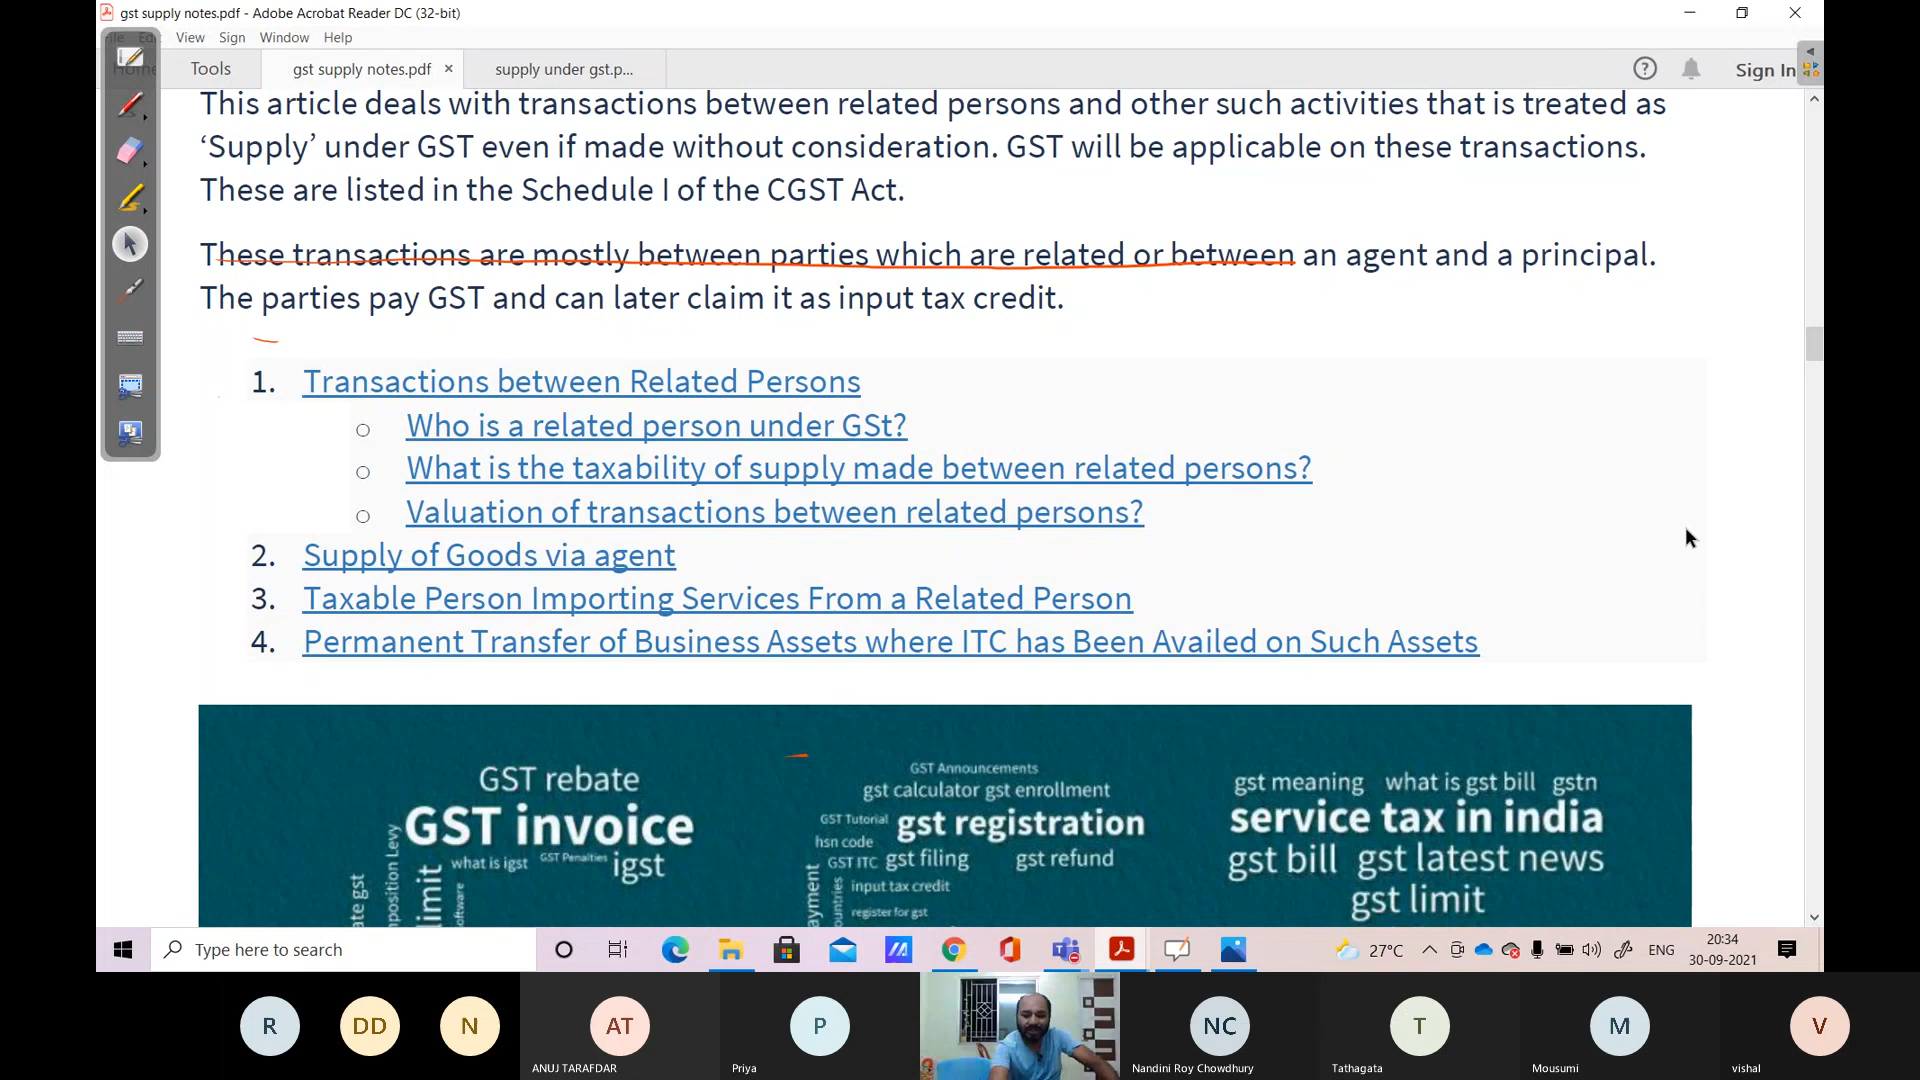 gst supply notes.pdf - Adobe Acrobat Reader DC (32-bit)
View Sign Window Help
Tools
gst supply notes.pdf ×
supply under gst.p...
Sign In
This article deals with transactions between related persons and other such activities that is treated as
‘Supply’ under GST even if made without consideration. GST will be applicable on these transactions.
These are listed in the Schedule I of the CGST Act.
These transactions are mostly between parties which are related or between an agent and a principal.
The parties pay GST and can later claim it as input tax credit.
1. Transactions between Related Persons
○ Who is a related person under GSt?
○ What is the taxability of supply made between related persons?
○ Valuation of transactions between related persons?
2. Supply of Goods via agent
3. Taxable Person Importing Services From a Related Person
4. Permanent Transfer of Business Assets where ITC has Been Availed on Such Assets
GST rebate
GST invoice
what is igst
GST Penalties
igst
limit
GST Announcements
gst calculator gst enrollment
GST Tutorial
gst registration
hsn code
GST ITC
gst filing
gst refund
input tax credit
register for gst
gst meaning
what is gst bill
gstn
service tax in india
gst bill
gst latest news
gst limit
Type here to search
27°C
ENG
20:34
30-09-2021
R
DD
N
AT
P
NC
T
M
V
ANUJ TARAFDAR
Priya
Nandini Roy Chowdhury
Tathagata
Mousumi
vishal